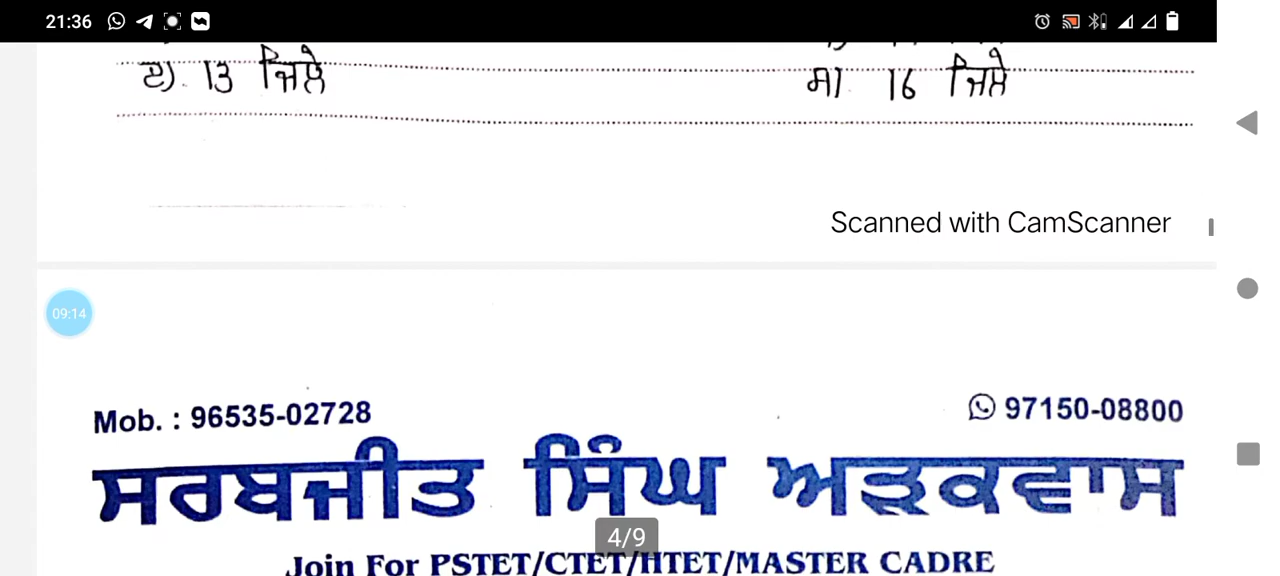 21:36
ੲ). 13 ਜ਼ਿਲੇ
ਸ). 16 ਜ਼ਿਲੇ
Scanned with CamScanner
09:14
Mob. : 96535-02728
97150-08800
ਸਰਬਜੀਤ ਸਿੰਘ ਅੜਕਵਾਸ
4/9
Join For PSTET/CTET/HTET/MASTER CADRE